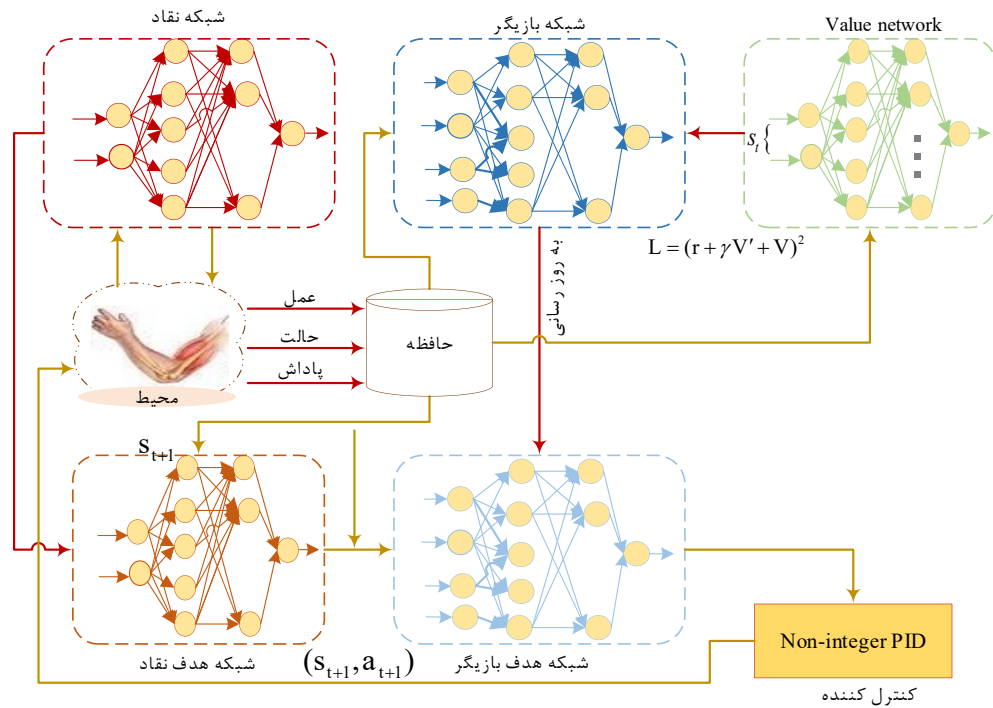 شبکه نقاد
شبکه بازیگر
Value network
s_t{
L = (r + γV′ + V)²
به روز رسانی
عمل
حالت
پاداش
حافظه
محیط
S_{t+1}
Non-integer PID
شبکه هدف نقاد
(s_{t+1}, a_{t+1})
شبکه هدف بازیگر
کنترل کننده